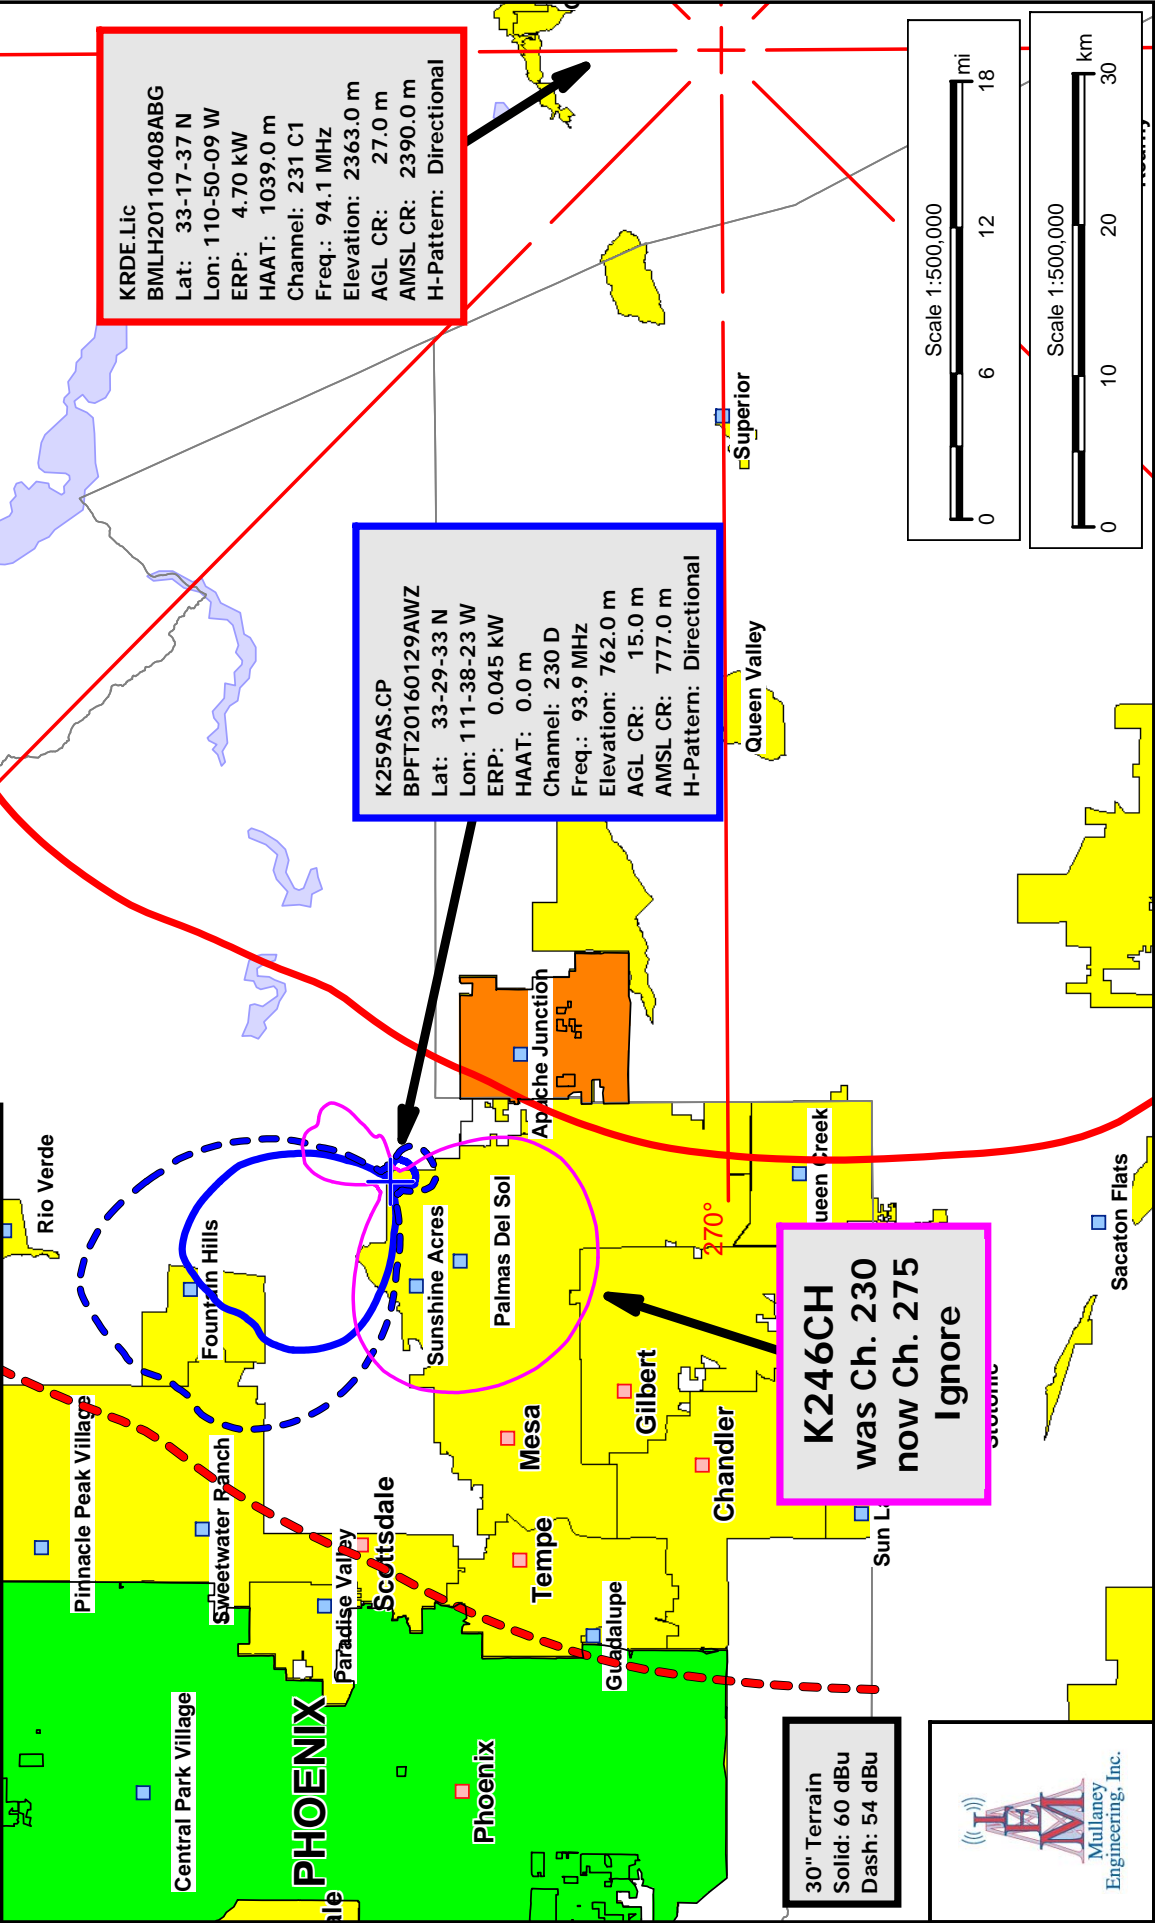 KRDE.Lic
BMLH20110408ABG
Lat: 33-17-37 N
Lon: 110-50-09 W
ERP: 4.70 kW
HAAT: 1039.0 m
Channel: 231 C1
Freq.: 94.1 MHz
Elevation: 2363.0 m
AGL CR: 27.0 m
AMSL CR: 2390.0 m
H-Pattern: Directional
K259AS.CP
BPFT20160129AWZ
Lat: 33-29-33 N
Lon: 111-38-23 W
ERP: 0.045 kW
HAAT: 0.0 m
Channel: 230 D
Freq.: 93.9 MHz
Elevation: 762.0 m
AGL CR: 15.0 m
AMSL CR: 777.0 m
H-Pattern: Directional
K246CH
was Ch. 230
now Ch. 275
Ignore
Rio Verde
Pinnacle Peak Village
Fountain Hills
Sweetwater Ranch
Central Park Village
PHOENIX
Phoenix
Paradise Valley
Scottsdale
Sunshine Acres
Palmas Del Sol
Apache Junction
Mesa
Tempe
Guadalupe
Gilbert
Chandler
Queen Valley
Superior
270°
Sacaton Flats
ueen Creek
Sun L
ale
Scale 1:500,000
mi
0 6 12 18
Scale 1:500,000
km
0 10 20 30
30" Terrain
Solid: 60 dBu
Dash: 54 dBu
Mullaney
Engineering, Inc.